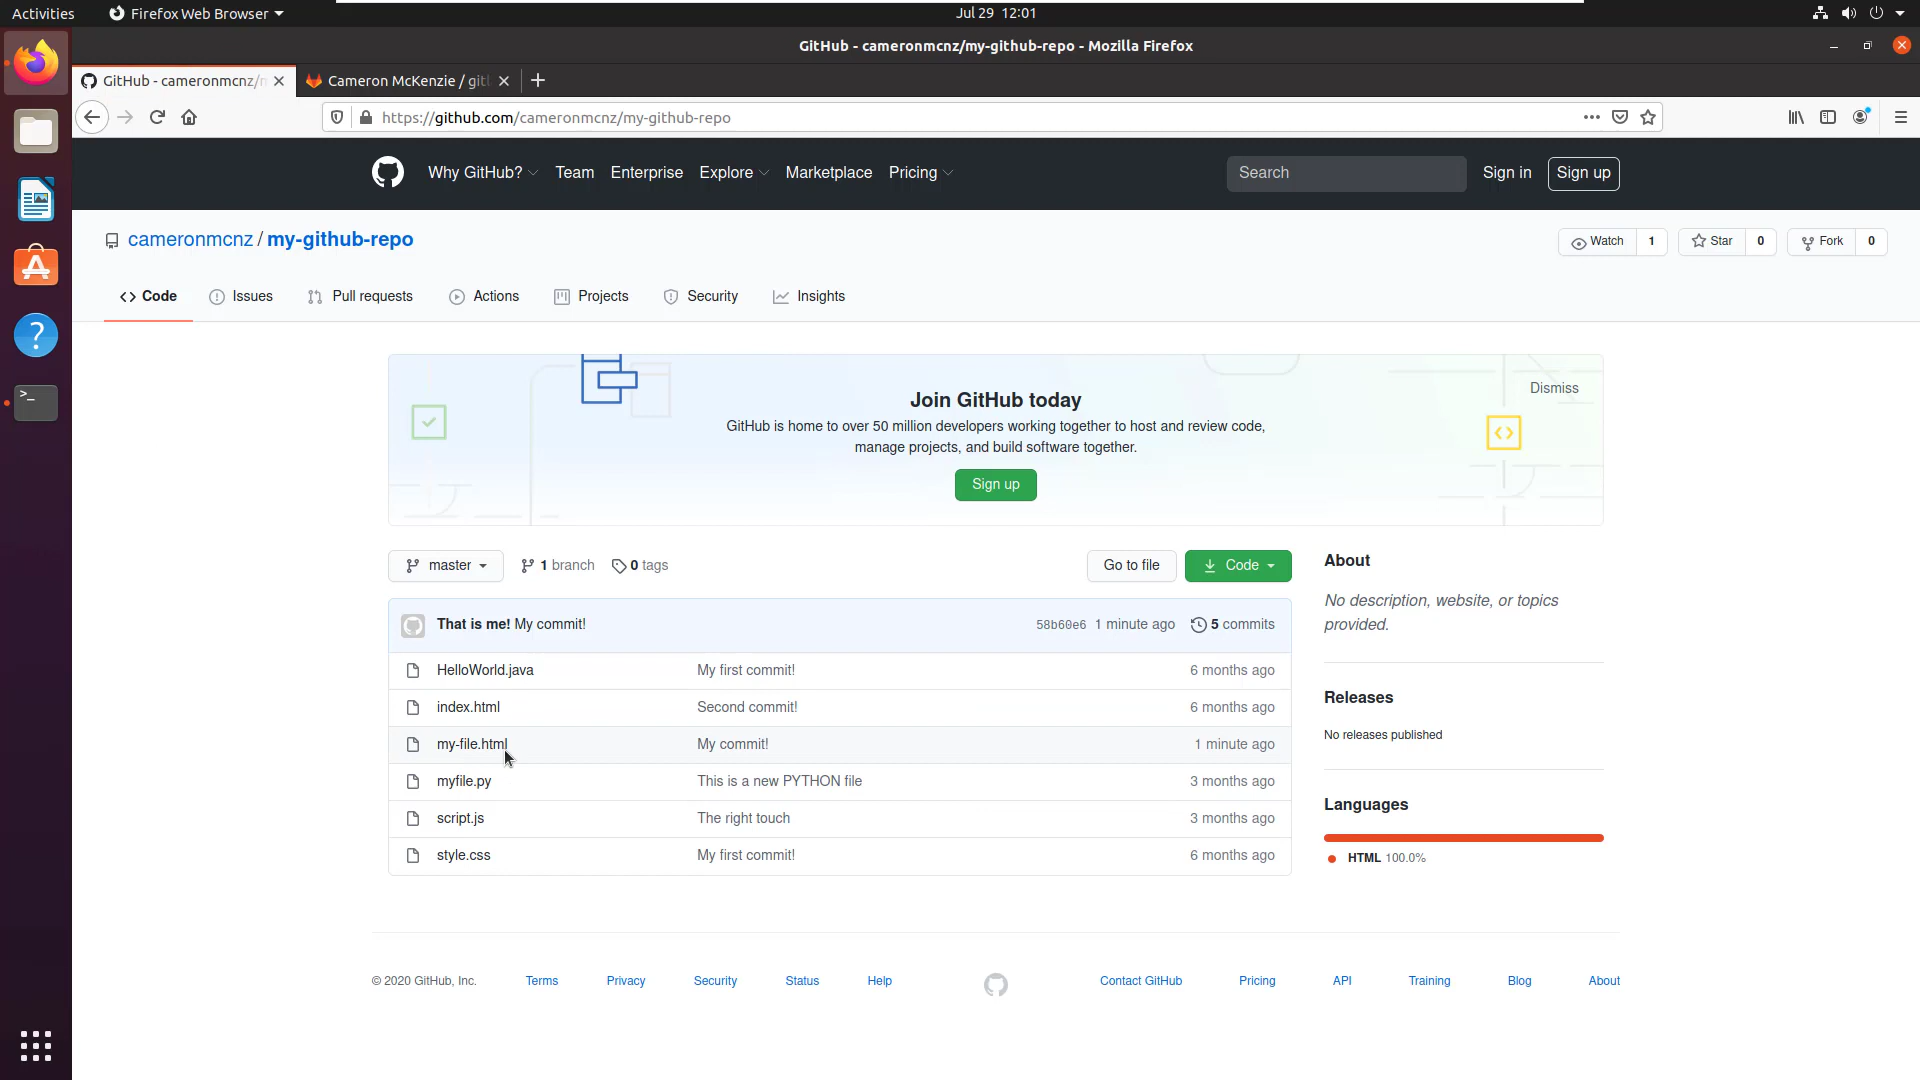 Activities
Firefox Web Browser
Jul 29 12:01
GitHub - cameronmcnz/my-github-repo - Mozilla Firefox
GitHub - cameronmcnz/
Cameron McKenzie /
https://github.com/cameronmcnz/my-github-repo
Why GitHub?
Team
Enterprise
Explore
Marketplace
Pricing
Search
Sign in
Sign up
cameronmcnz / my-github-repo
Watch 1
Star 0
Fork 0
Code
Issues
Pull requests
Actions
Projects
Security
Insights
Join GitHub today
Dismiss
GitHub is home to over 50 million developers working together to host and review code,
manage projects, and build software together.
Sign up
master
1 branch
0 tags
Go to file
Code
That is me! My commit!
58b60e6 1 minute ago
5 commits
HelloWorld.java
My first commit!
6 months ago
index.html
Second commit!
6 months ago
my-file.html
My commit!
1 minute ago
myfile.py
This is a new PYTHON file
3 months ago
script.js
The right touch
3 months ago
style.css
My first commit!
6 months ago
About
No description, website, or topics
provided.
Releases
No releases published
Languages
HTML 100.0%
© 2020 GitHub, Inc.
Terms
Privacy
Security
Status
Help
Contact GitHub
Pricing
API
Training
Blog
About